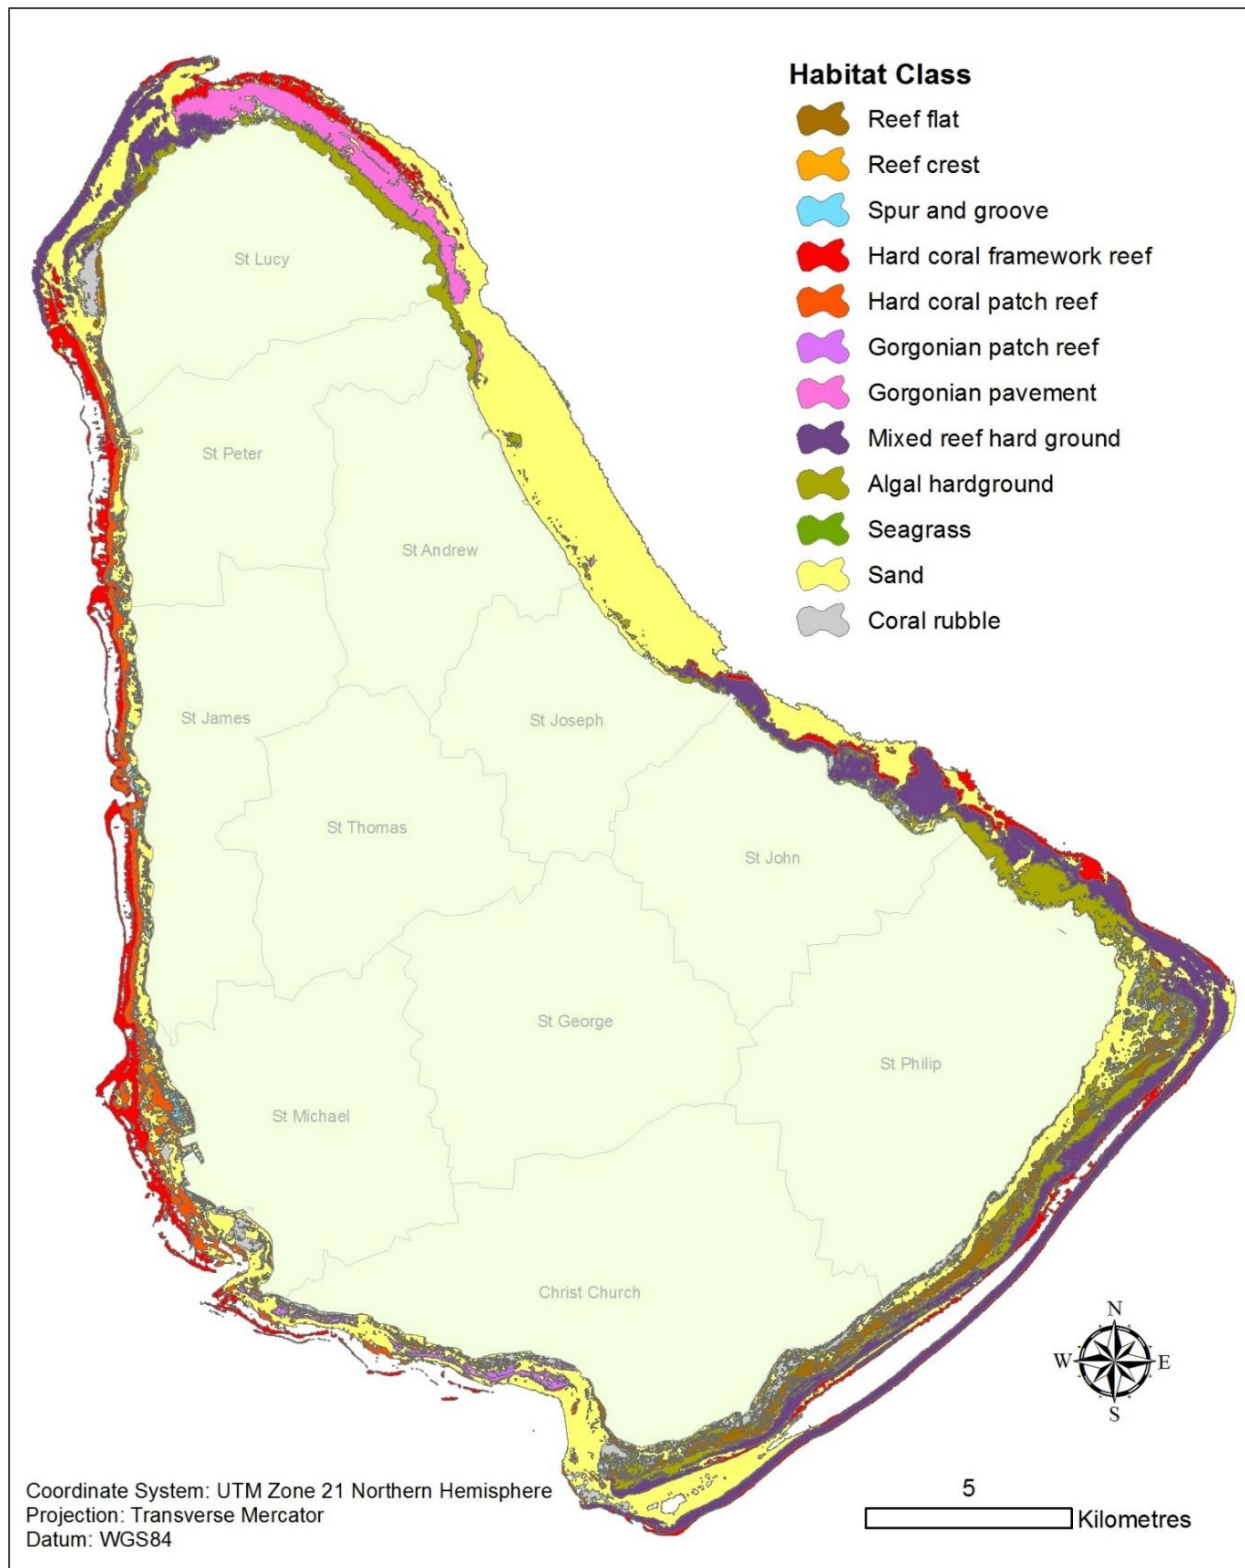 Habitat Class
Reef flat
Reef crest
Spur and groove
Hard coral framework reef
Hard coral patch reef
Gorgonian patch reef
Gorgonian pavement
Mixed reef hard ground
Algal hardground
Seagrass
Sand
Coral rubble
St Lucy
St Peter
St Andrew
St James
St Joseph
St Thomas
St John
St George
St Philip
St Michael
Christ Church
N
W
E
S
5
Kilometres
Coordinate System: UTM Zone 21 Northern Hemisphere
Projection: Transverse Mercator
Datum: WGS84